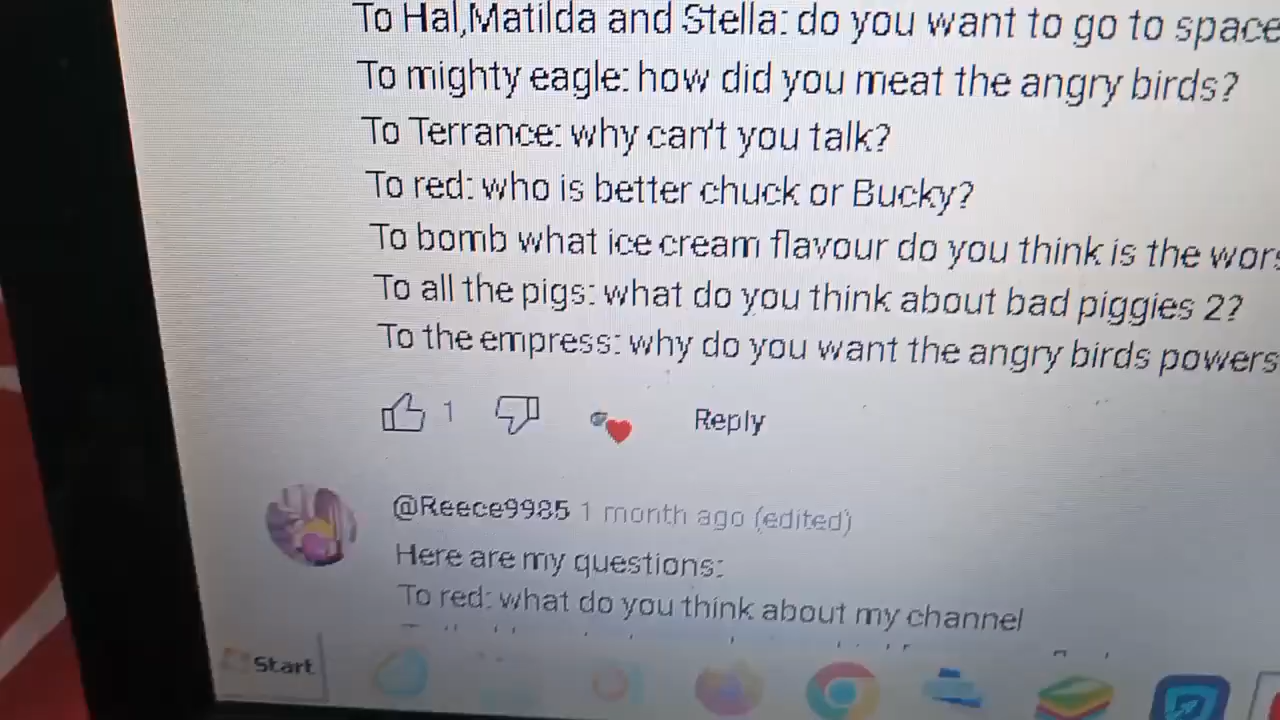 To Hal,Matilda and Stella: do you want to go to space
To mighty eagle: how did you meat the angry birds?
To Terrance: why can't you talk?
To red: who is better chuck or Bucky?
To bomb what ice cream flavour do you think is the
To all the pigs: what do you think about bad piggies 2?
To the empress: why do you want the angry birds powers
1
Reply
@Reece9985 1 month ago (edited)
Here are my questions:
To red: what do you think about my channel
Start